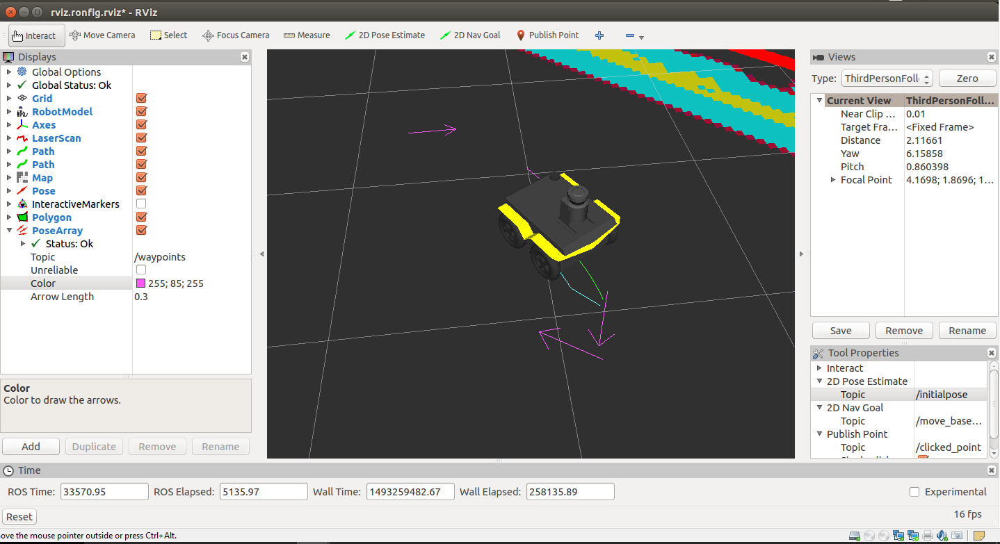 rviz.ronfig.rviz* - RViz
Interact Move Camera Select Focus Camera Measure 2D Pose Estimate 2D Nav Goal Publish Point
Displays
Global Options
Global Status: Ok
Grid
RobotModel
Axes
LaserScan
Path
Path
Map
Pose
InteractiveMarkers
Polygon
PoseArray
Status: Ok
Topic /waypoints
Unreliable
Color 255; 85; 255
Arrow Length 0.3
Color
Color to draw the arrows.
Add Duplicate Remove Rename
Views
Type: ThirdPersonFoll Zero
Current View ThirdPersonFoll...
Near Clip ... 0.01
Target Fra... <Fixed Frame>
Distance 2.11661
Yaw 6.15858
Pitch 0.860398
Focal Point 4.1698; 1.8696; 1...
Save Remove Rename
Tool Properties
Interact
2D Pose Estimate
Topic /initialpose
2D Nav Goal
Topic /move_base...
Publish Point
Topic /clicked_point
Time
ROS Time: 33570.95 ROS Elapsed: 5135.97 Wall Time: 1493259482.67 Wall Elapsed: 258135.89 Experimental
Reset 16 fps
ove the mouse pointer outside or press Ctrl+Alt.